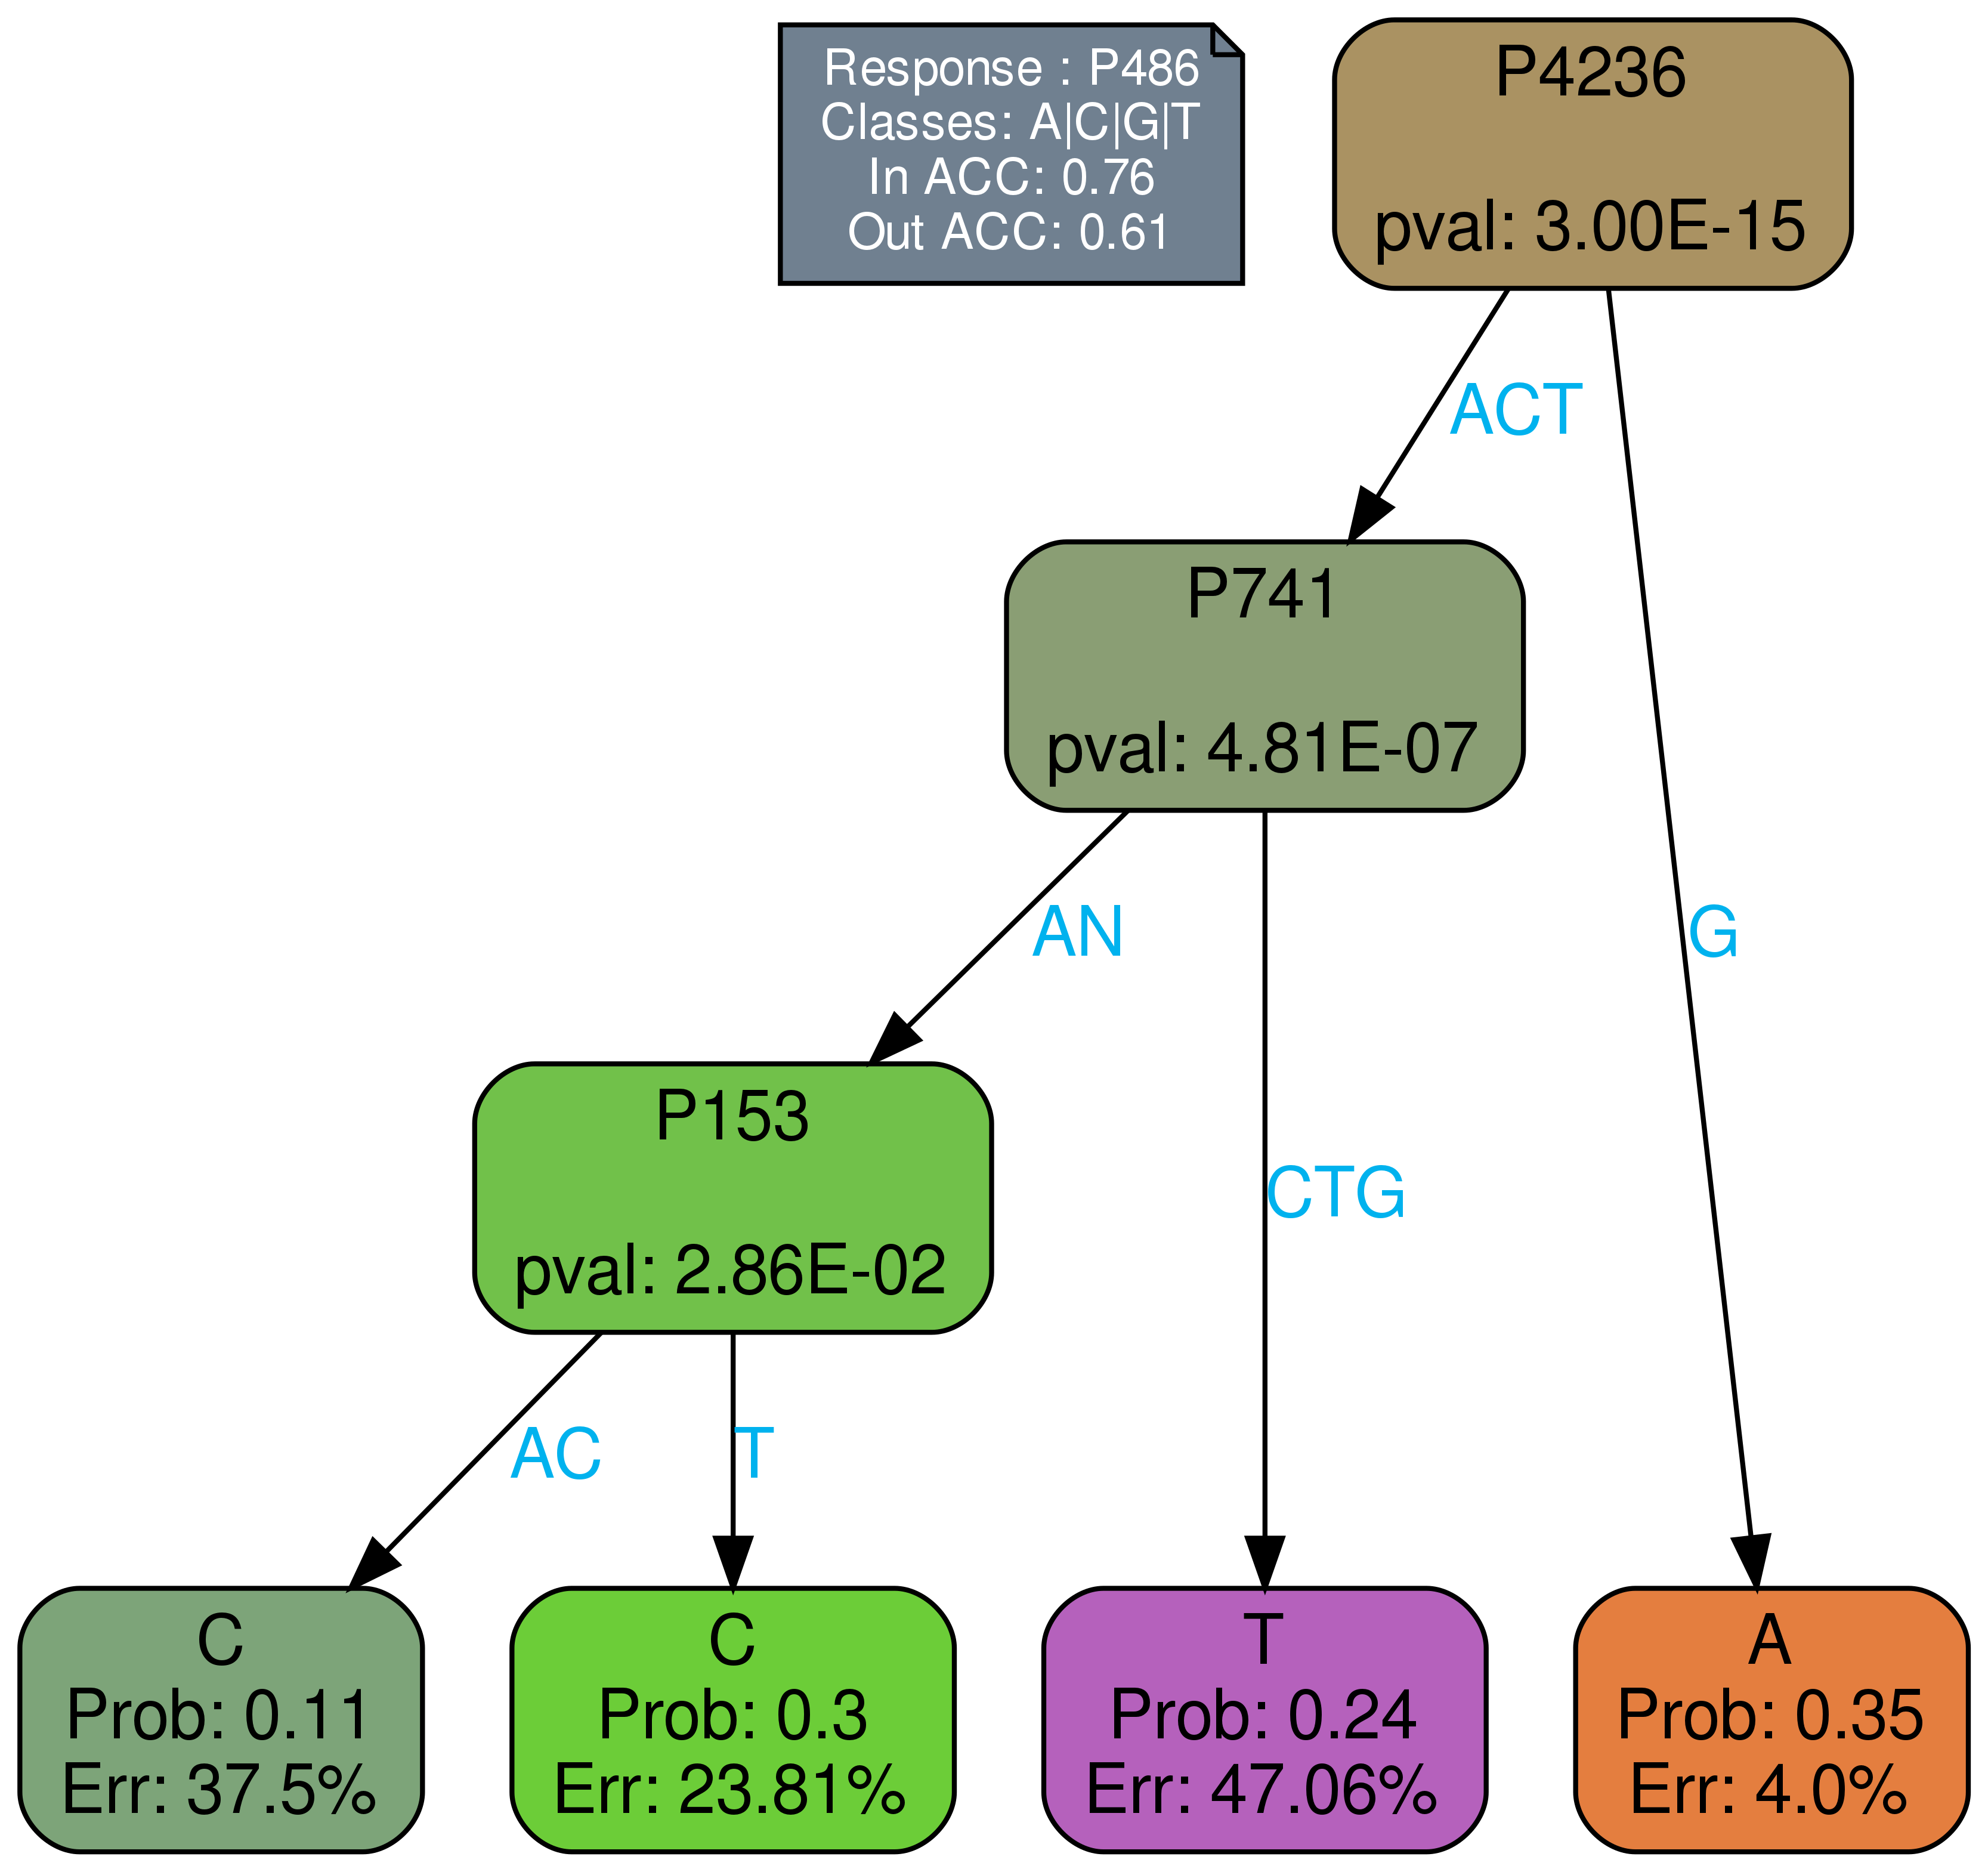 Response : P486
Classes: A|C|G|T
In ACC: 0.76
Out ACC: 0.61
P4236
pval: 3.00E-15
ACT
P741
pval: 4.81E-07
AN
G
P153
pval: 2.86E-02
CTG
AC
T
C
Prob: 0.11
Err: 37.5%
C
Prob: 0.3
Err: 23.81%
T
Prob: 0.24
Err: 47.06%
A
Prob: 0.35
Err: 4.0%